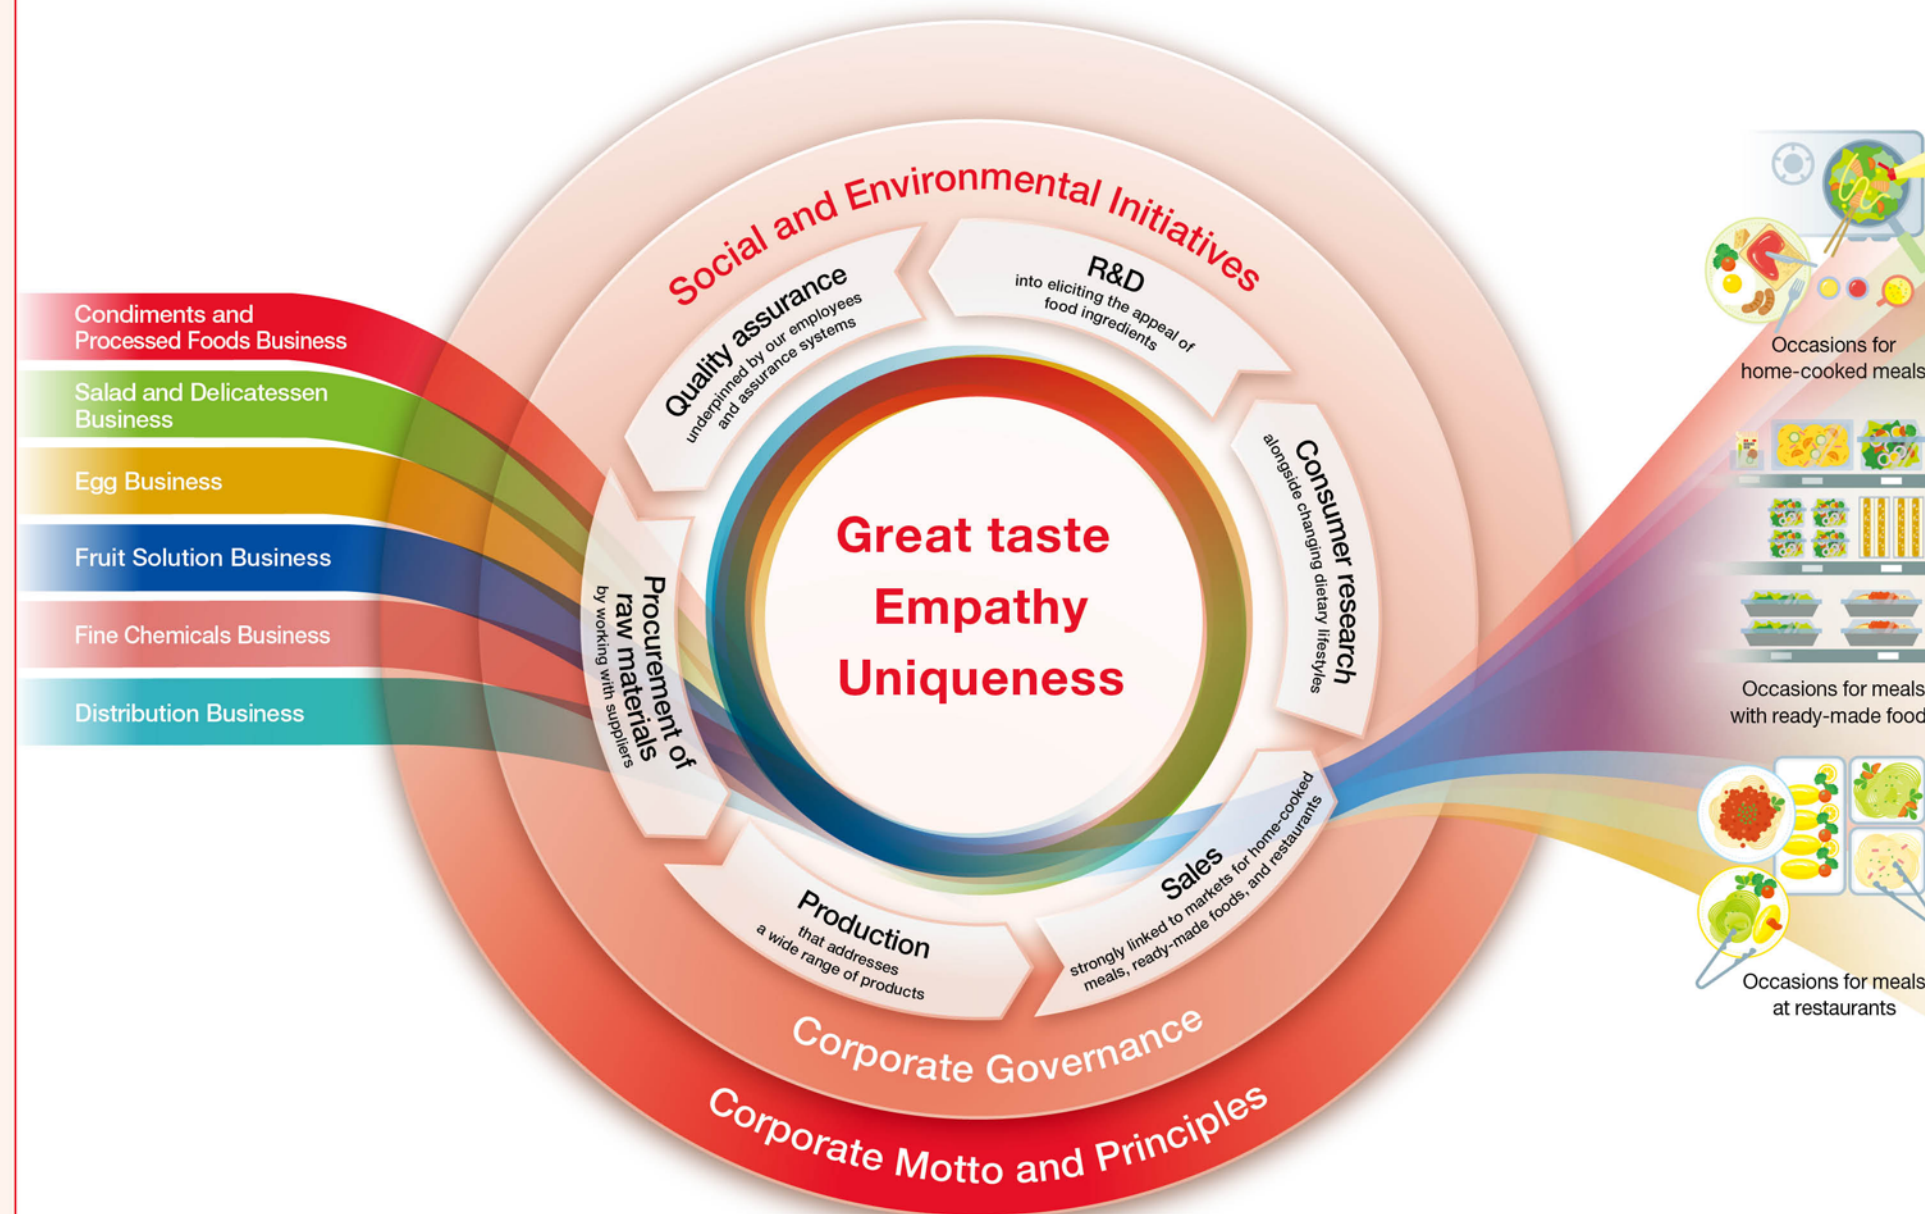 Condiments and
Processed Foods Business
Salad and Delicatessen
Business
Egg Business
Fruit Solution Business
Fine Chemicals Business
Distribution Business
Social and Environmental Initiatives
Quality assurance
underpinned by our employees
and assurance systems
R&D
into eliciting the appeal of
food ingredients
Consumer research
alongside changing dietary lifestyles
Sales
strongly linked to markets for home-cooked
meals, ready-made foods, and restaurants
Production
that addresses
a wide range of products
Procurement of
raw materials
by working with suppliers
Great taste
Empathy
Uniqueness
Corporate Governance
Corporate Motto and Principles
Occasions for
home-cooked meals
Occasions for meals
with ready-made food
Occasions for meals
at restaurants